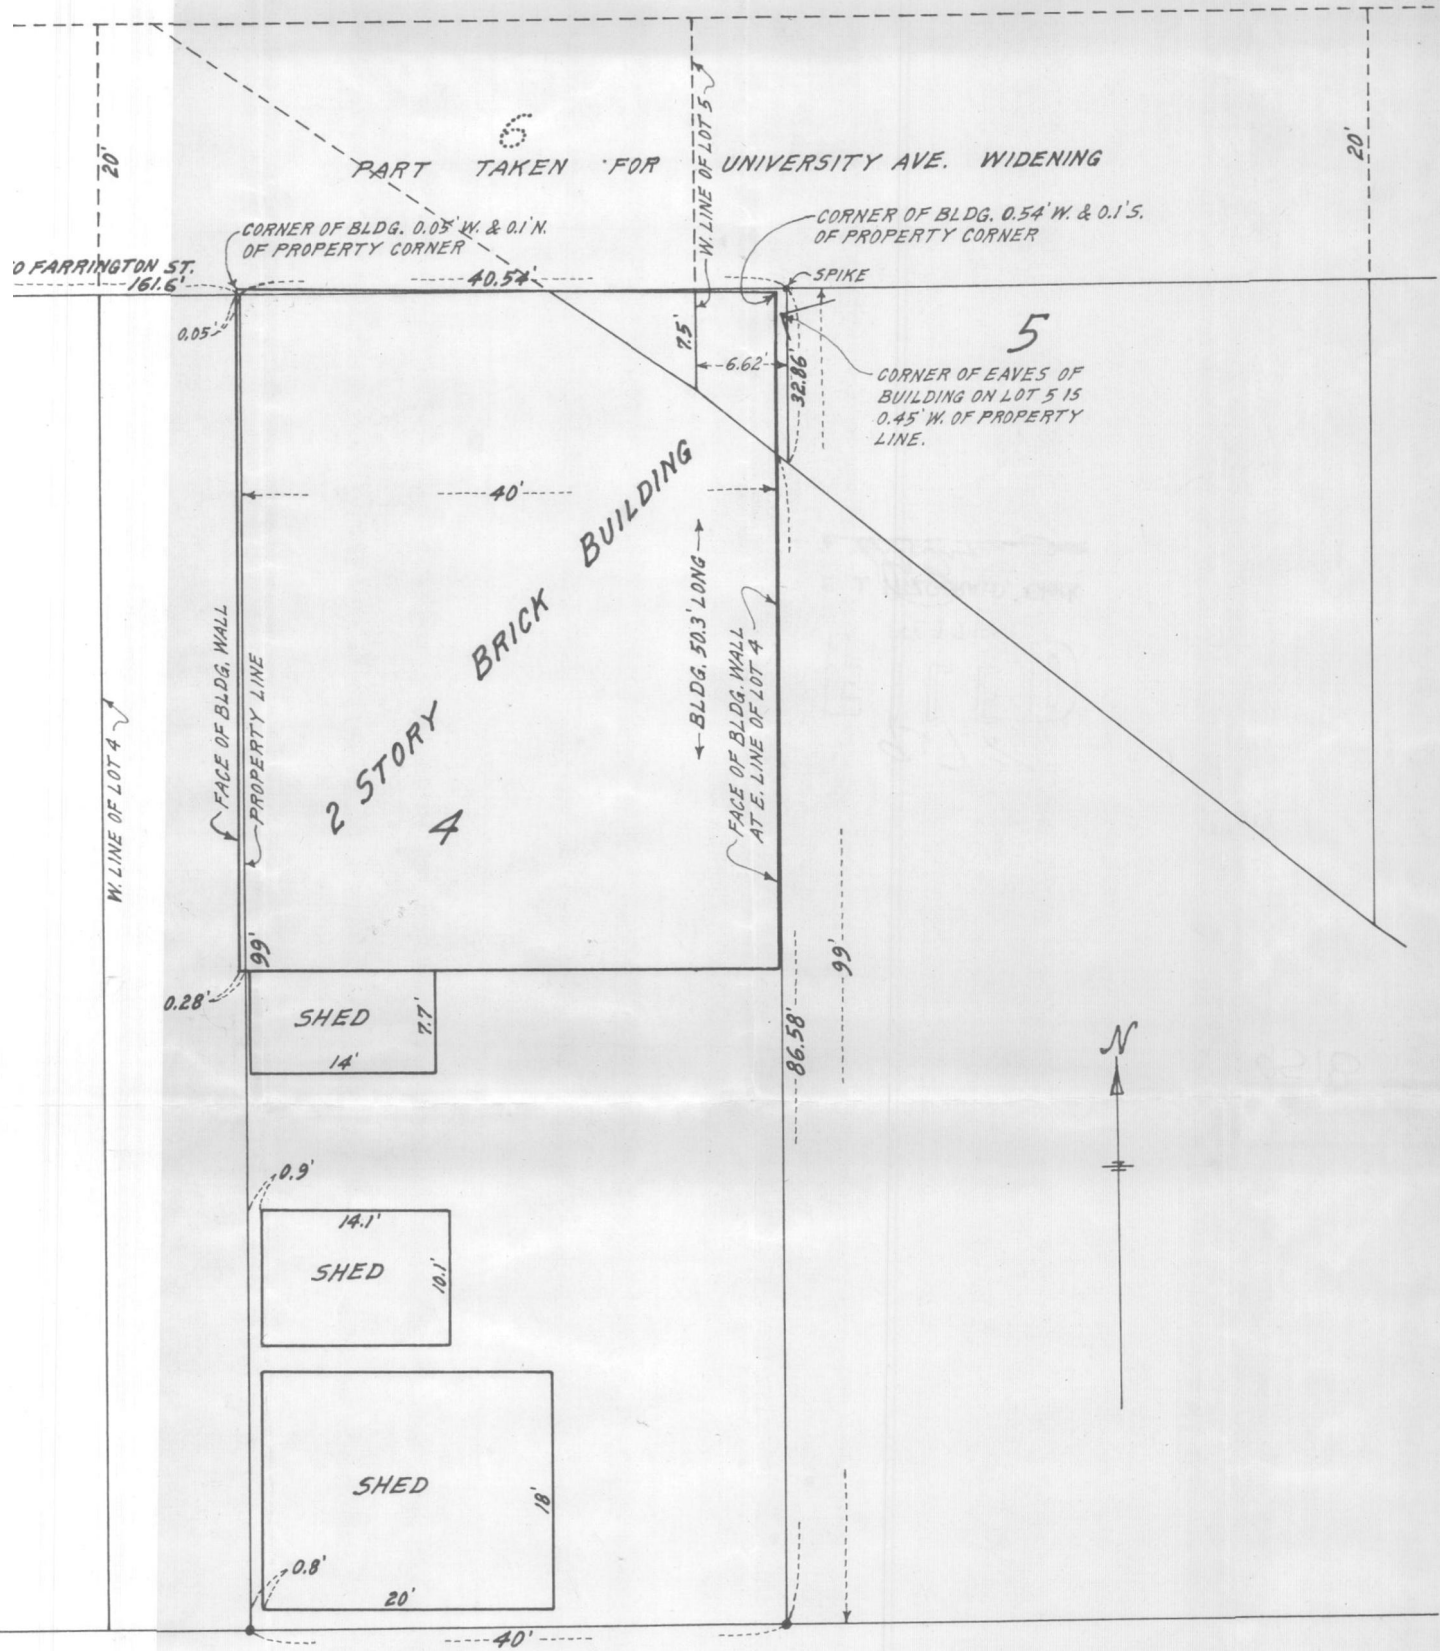 20'
W. LINE OF LOT 5
20'
6
PART TAKEN FOR UNIVERSITY AVE. WIDENING
CORNER OF BLDG. 0.05' W. & 0.1' N.
OF PROPERTY CORNER
CORNER OF BLDG. 0.54' W. & 0.1' S.
OF PROPERTY CORNER
O FARRINGTON ST.
161.6'
40.54'
SPIKE
0.05'
7.5'
6.62'
32.86'
5
CORNER OF EAVES OF
BUILDING ON LOT 5 IS
0.45' W. OF PROPERTY
LINE.
40'
2 STORY BRICK BUILDING
4
BLDG. 50.3' LONG
FACE OF BLDG. WALL
AT E. LINE OF LOT 4
FACE OF BLDG. WALL
PROPERTY LINE
W. LINE OF LOT 4
99'
99'
0.28'
SHED
7.7'
14'
86.58'
N
0.9'
14.1'
SHED
10.1'
SHED
18'
0.8'
20'
40'